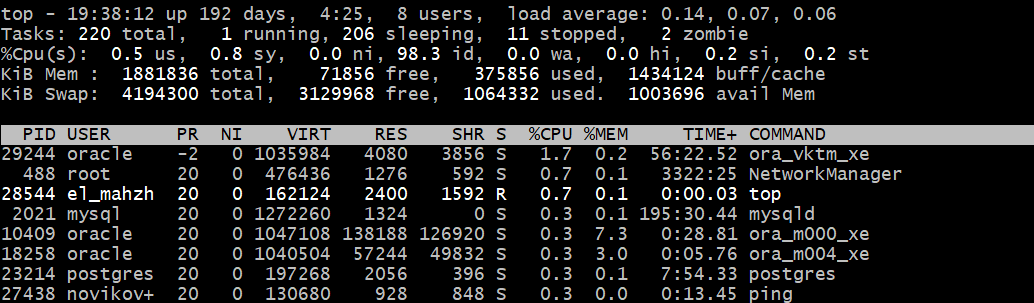 top - 19:38:12 up 192 days,  4:25,  8 users,  load average: 0.14, 0.07, 0.06
Tasks: 220 total,   1 running, 206 sleeping,  11 stopped,   2 zombie
%Cpu(s):  0.5 us,  0.8 sy,  0.0 ni, 98.3 id,  0.0 wa,  0.0 hi,  0.2 si,  0.2 st
KiB Mem :  1881836 total,    71856 free,   375856 used,  1434124 buff/cache
KiB Swap:  4194300 total,  3129968 free,  1064332 used.  1003696 avail Mem
  PID USER      PR  NI    VIRT    RES    SHR S  %CPU %MEM     TIME+ COMMAND
29244 oracle    -2   0 1035984   4080   3856 S   1.7  0.2  56:22.52 ora_vktm_xe
  488 root      20   0  476436   1276    592 S   0.7  0.1   3322:25 NetworkManager
28544 el_mahzh  20   0  162124   2400   1592 R   0.7  0.1   0:00.03 top
 2021 mysql     20   0 1272260   1324      0 S   0.3  0.1 195:30.44 mysqld
10409 oracle    20   0 1047108 138188 126920 S   0.3  7.3   0:28.81 ora_m000_xe
18258 oracle    20   0 1040504  57244  49832 S   0.3  3.0   0:05.76 ora_m004_xe
23214 postgres  20   0  197268   2056    396 S   0.3  0.1   7:54.33 postgres
27438 novikov+  20   0  130680    928    848 S   0.3  0.0   0:13.45 ping